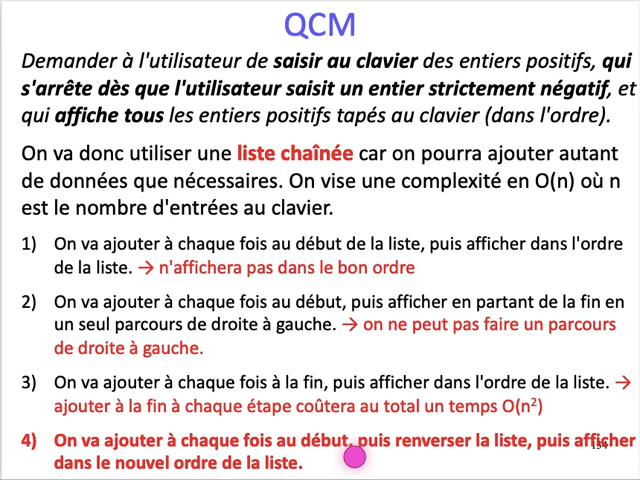 QCM
Demander à l'utilisateur de saisir au clavier des entiers positifs, qui
s'arrête dès que l'utilisateur saisit un entier strictement négatif, et
qui affiche tous les entiers positifs tapés au clavier (dans l'ordre).
On va donc utiliser une liste chaînée car on pourra ajouter autant
de données que nécessaires. On vise une complexité en O(n) où n
est le nombre d'entrées au clavier.
1) On va ajouter à chaque fois au début de la liste, puis afficher dans l'ordre
de la liste. → n'affichera pas dans le bon ordre
2) On va ajouter à chaque fois au début, puis afficher en partant de la fin en
un seul parcours de droite à gauche. → on ne peut pas faire un parcours
de droite à gauche.
3) On va ajouter à chaque fois à la fin, puis afficher dans l'ordre de la liste. →
ajouter à la fin à chaque étape coûtera au total un temps O(n²)
4) On va ajouter à chaque fois au début, puis renverser la liste, puis afficher
dans le nouvel ordre de la liste.